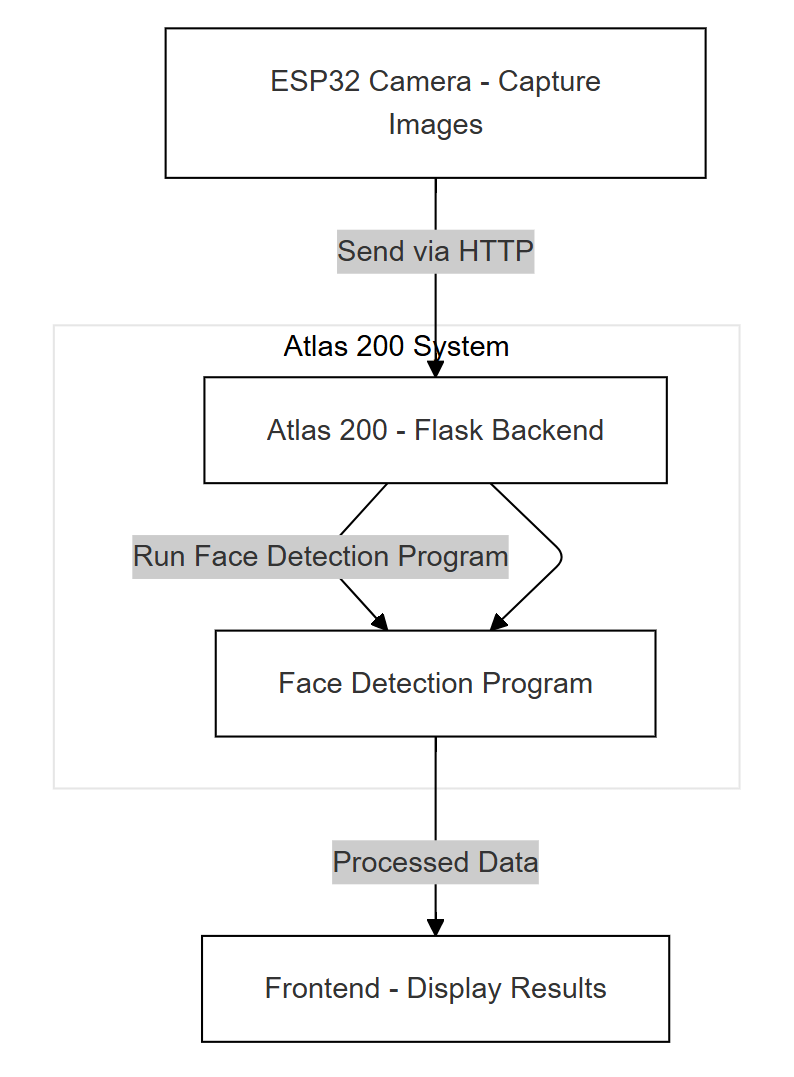 ESP32 Camera - Capture
Images
Send via HTTP
Atlas 200 System
Atlas 200 - Flask Backend
Run Face Detection Program
Face Detection Program
Processed Data
Frontend - Display Results